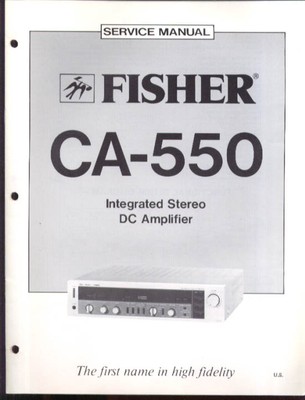 SERVICE MANUAL
FISHER®
CA-550
Integrated Stereo
DC Amplifier
The first name in high fidelity
U.S.